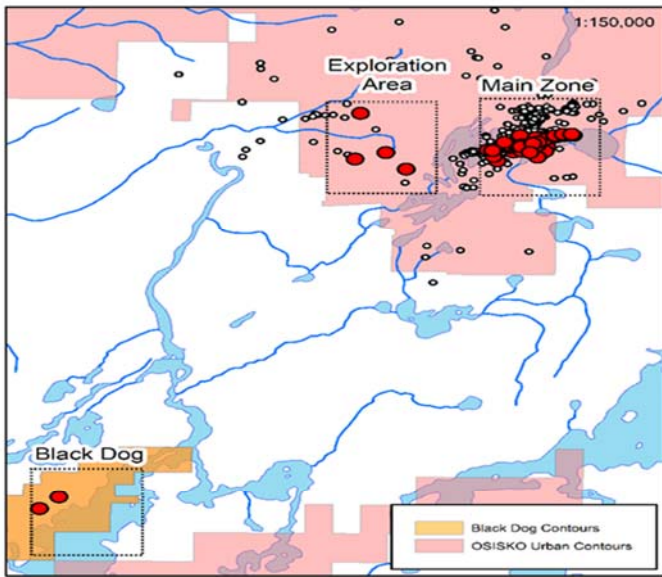 1:150,000
Exploration
Area
Main Zone
Black Dog
Black Dog Contours
OSISKO Urban Contours